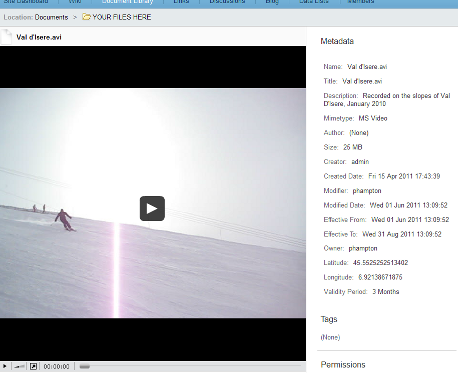 Site Dashboard Wiki Document Library Links Discussions Blog Data Lists Members
Location: Documents > YOUR FILES HERE
Val d'Isere.avi
Metadata
Name: Val d'Isere.avi
Title: Val d'Isere.avi
Description: Recorded on the slopes of Val
D'Isere, January 2010
Mimetype: MS Video
Author: (None)
Size: 26 MB
Creator: admin
Created Date: Fri 15 Apr 2011 17:43:39
Modifier: phampton
Modified Date: Wed 01 Jun 2011 13:09:52
Effective From: Wed 01 Jun 2011 13:09:52
Effective To: Wed 31 Aug 2011 13:09:52
Owner: phampton
Latitude: 45.5525252513402
Longitude: 6.92138671875
Validity Period: 3 Months
Tags
(None)
Permissions
00:00:00